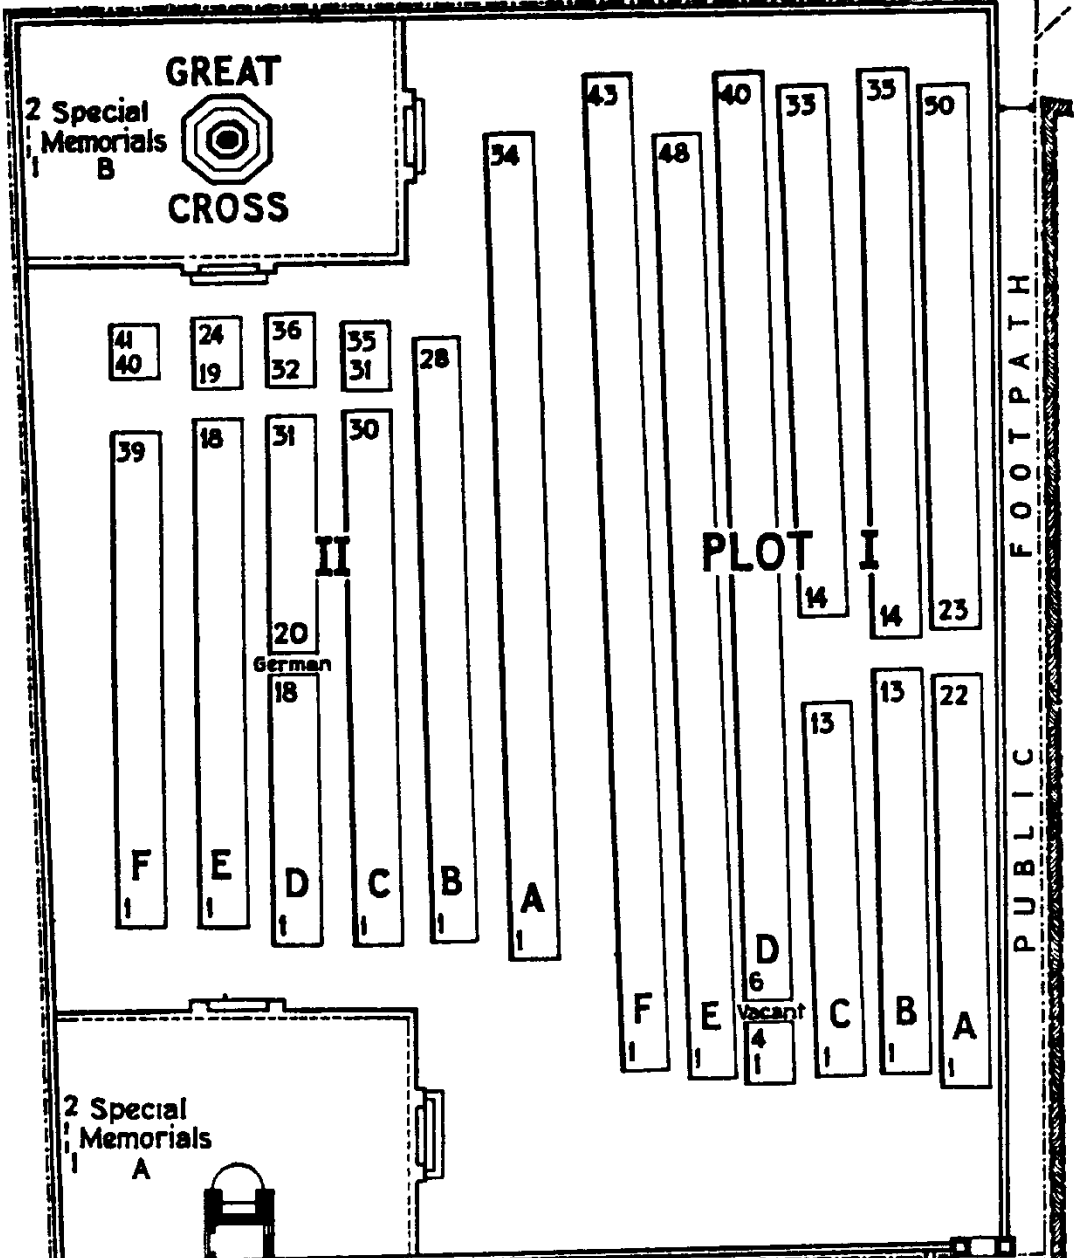 GREAT
CROSS
2 Special
Memorials
1 B
43
40
33
35
50
34
48
41
40
24
19
36
32
35
31
28
39
18
31
30
II
PLOT I
14
14
23
20
German
18
13
13
22
F
1
E
1
D
1
C
1
B
1
A
1
D
6
Vacant
4
1
F
1
E
1
C
1
B
1
A
1
PUBLIC FOOTPATH
2 Special
Memorials
1 A